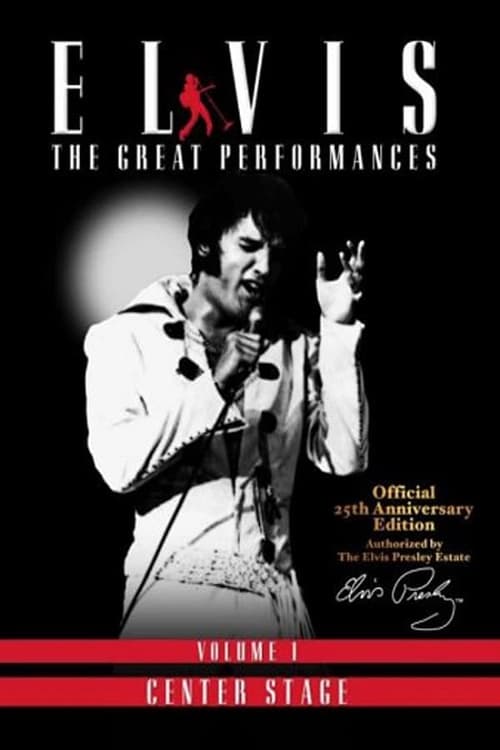 ELVIS
THE GREAT PERFORMANCES
Official
25th Anniversary
Edition
Authorized by
The Elvis Presley Estate
Elvis Presley
VOLUME 1
CENTER STAGE